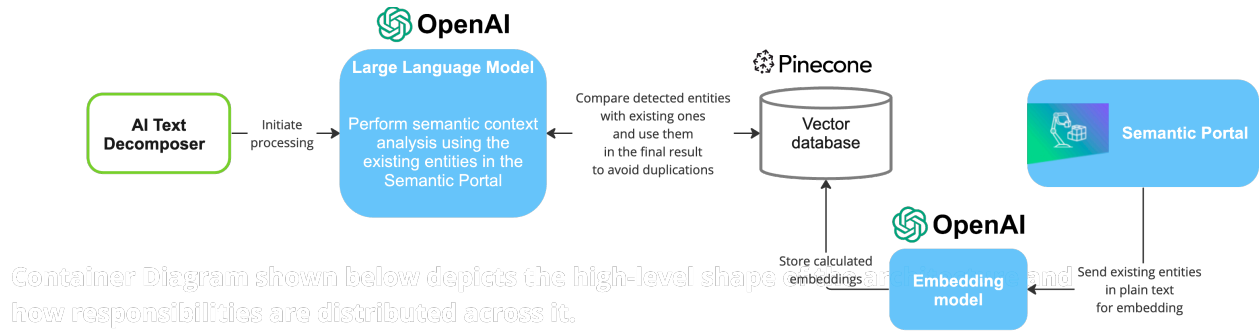 OpenAI
Large Language Model
Perform semantic context
analysis using the
existing entities in the
Semantic Portal
AI Text
Decomposer
Initiate
processing
Compare detected entities
with existing ones
and use them
in the final result
to avoid duplications
Pinecone
Vector
database
Semantic Portal
OpenAI
Embedding
model
Store calculated
embeddings
Send existing entities
in plain text
for embedding
Container Diagram shown below depicts the high-level shape and
how responsibilities are distributed across it.